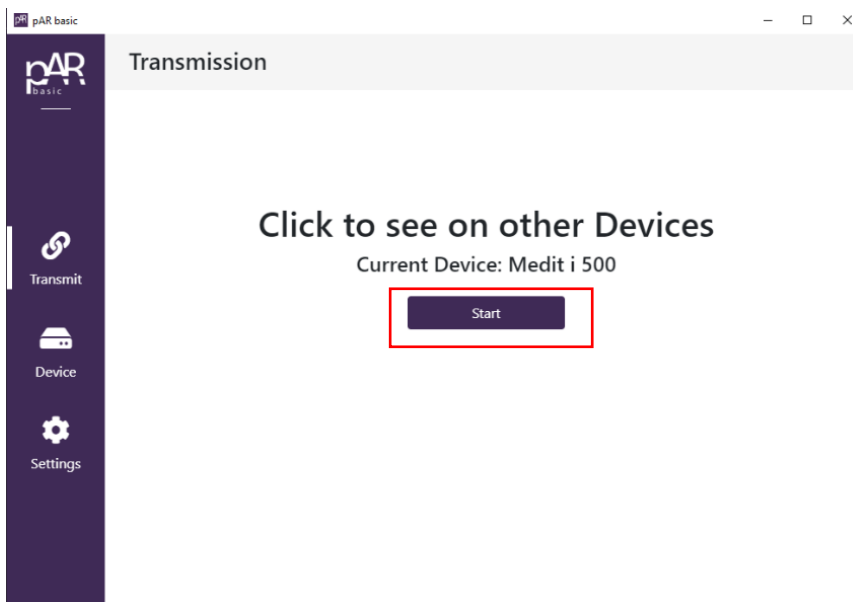 pAR pAR basic
pAR
basic
Transmission
Click to see on other Devices
Current Device: Medit i 500
Start
Transmit
Device
Settings